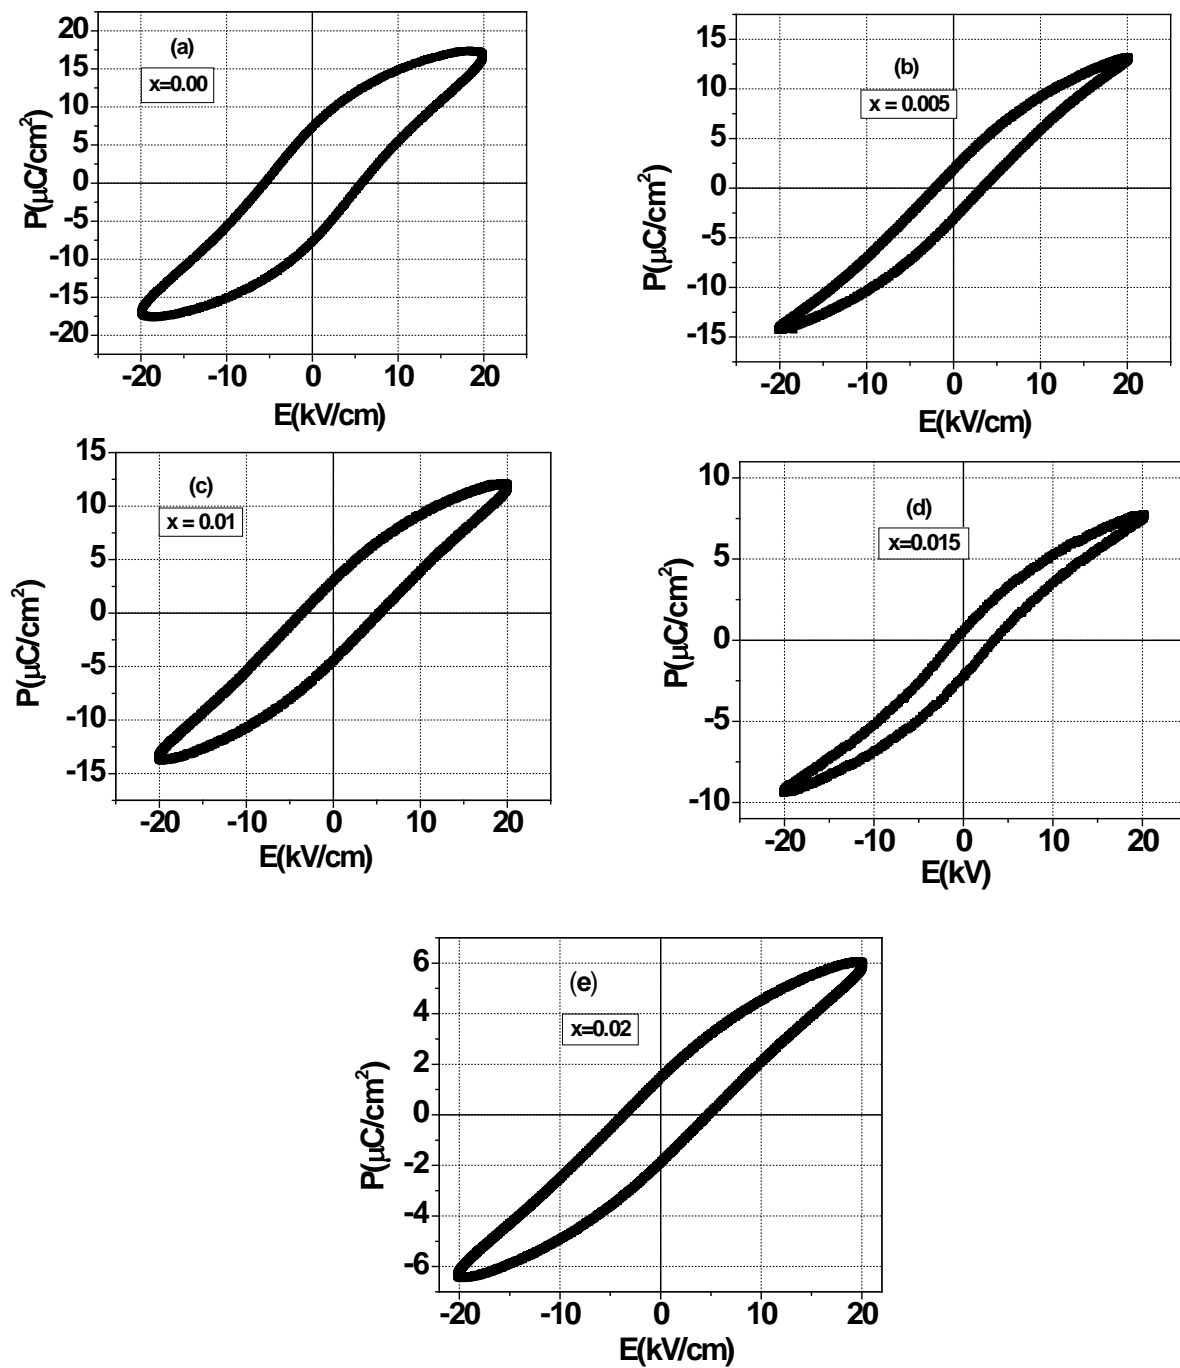 (a)
x=0.00
20
15
10
5
0
-5
-10
-15
-20
P(μC/cm²)
-20 -10 0 10 20
E(kV/cm)
(b)
x = 0.005
15
10
5
0
-5
-10
-15
P(μC/cm²)
-20 -10 0 10 20
E(kV/cm)
(c)
x = 0.01
15
10
5
0
-5
-10
-15
P(μC/cm²)
-20 -10 0 10 20
E(kV/cm)
(d)
x=0.015
10
5
0
-5
-10
P(μC/cm²)
-20 -10 0 10 20
E(kV)
(e)
x=0.02
6
4
2
0
-2
-4
-6
P(μC/cm²)
-20 -10 0 10 20
E(kV/cm)